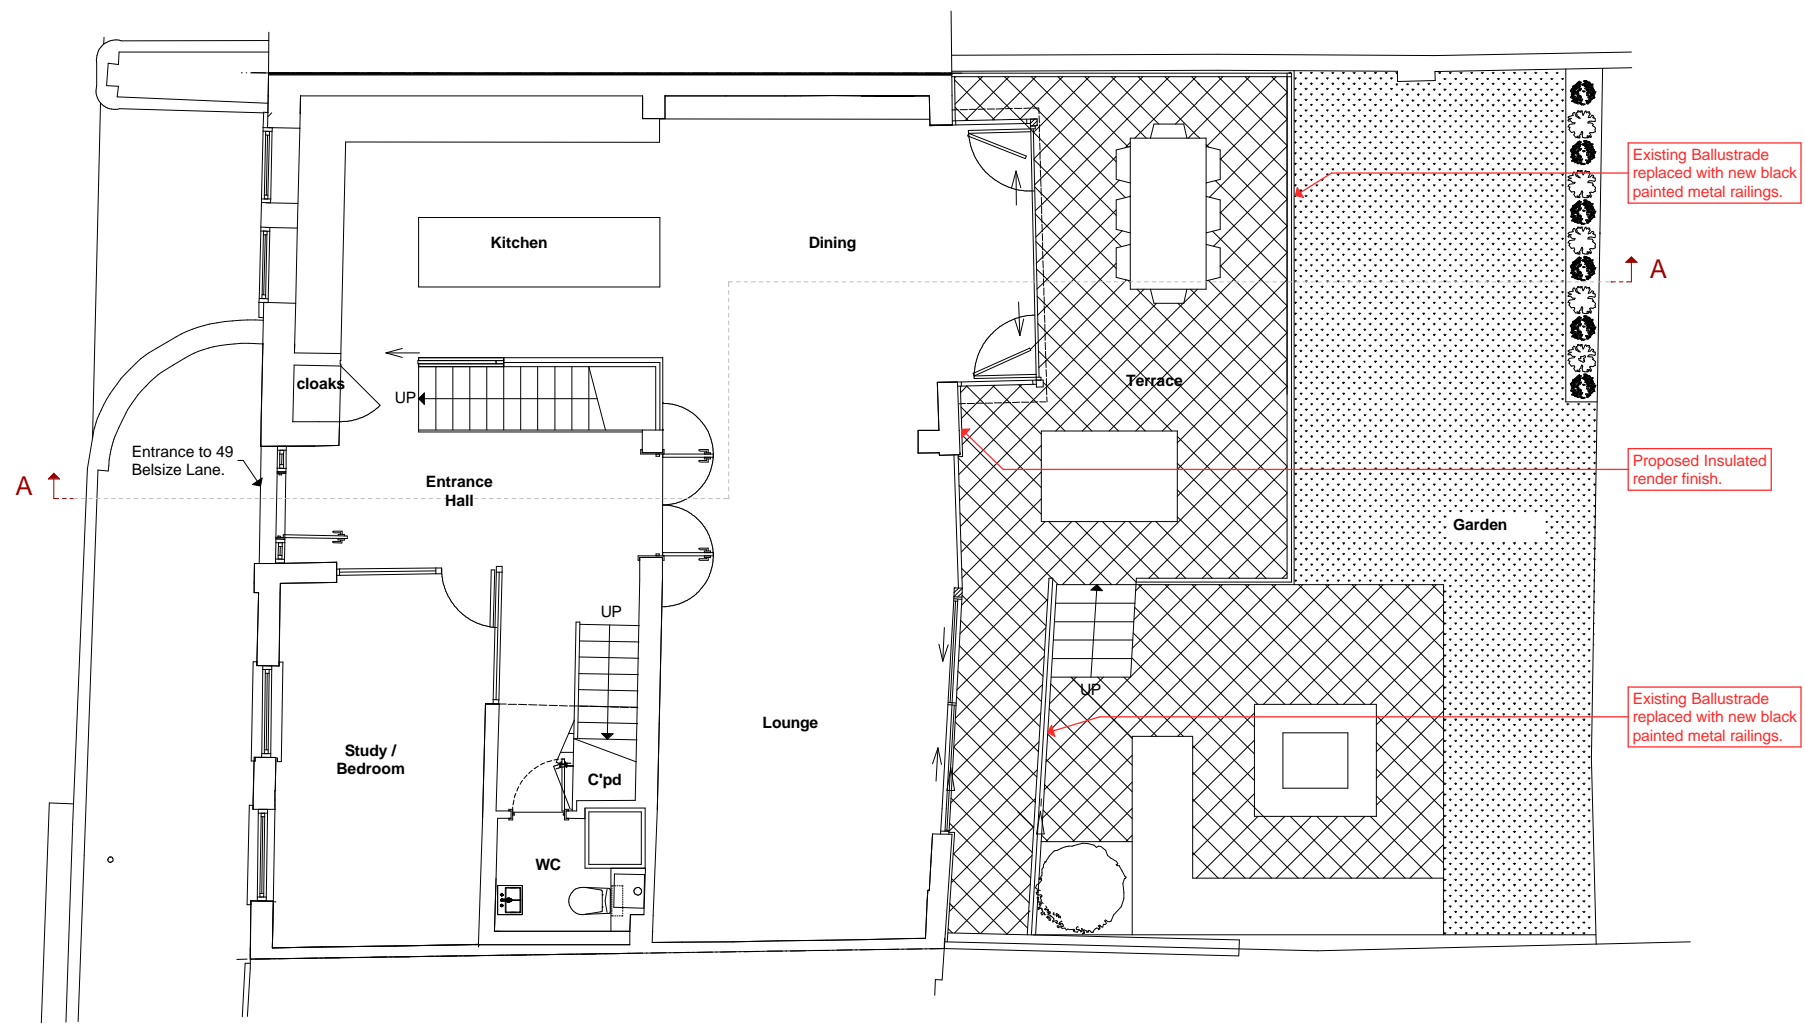 Existing Ballustrade
replaced with new black
painted metal railings.
Kitchen
Dining
A
cloaks
UP
Terrace
Entrance to 49
Belsize Lane.
A
Entrance
Hall
Proposed Insulated
render finish.
Garden
UP
UP
Existing Ballustrade
replaced with new black
painted metal railings.
Lounge
Study /
Bedroom
C'pd
WC